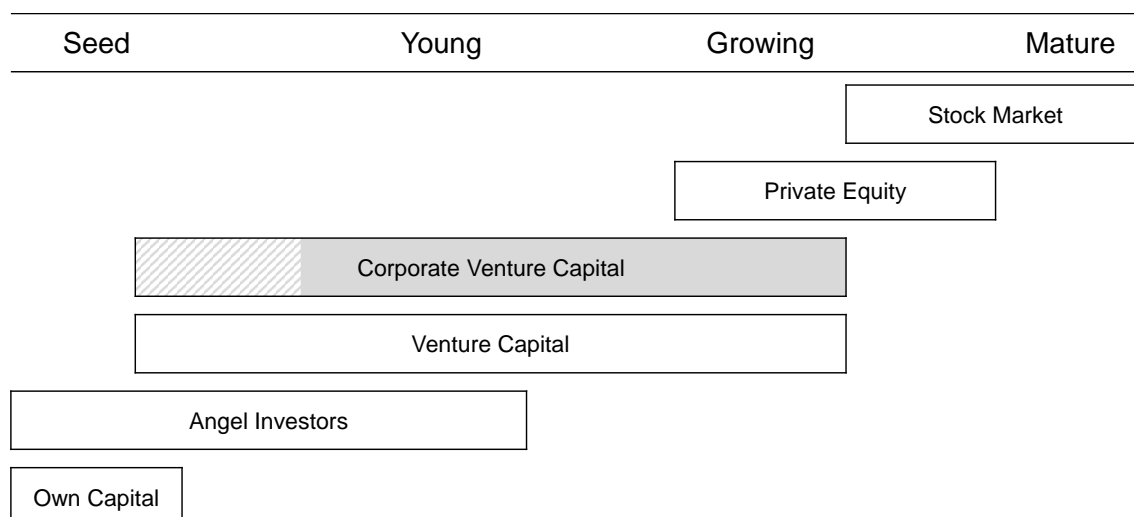 Seed Young Growing Mature
Stock Market
Private Equity
Corporate Venture Capital
Venture Capital
Angel Investors
Own Capital